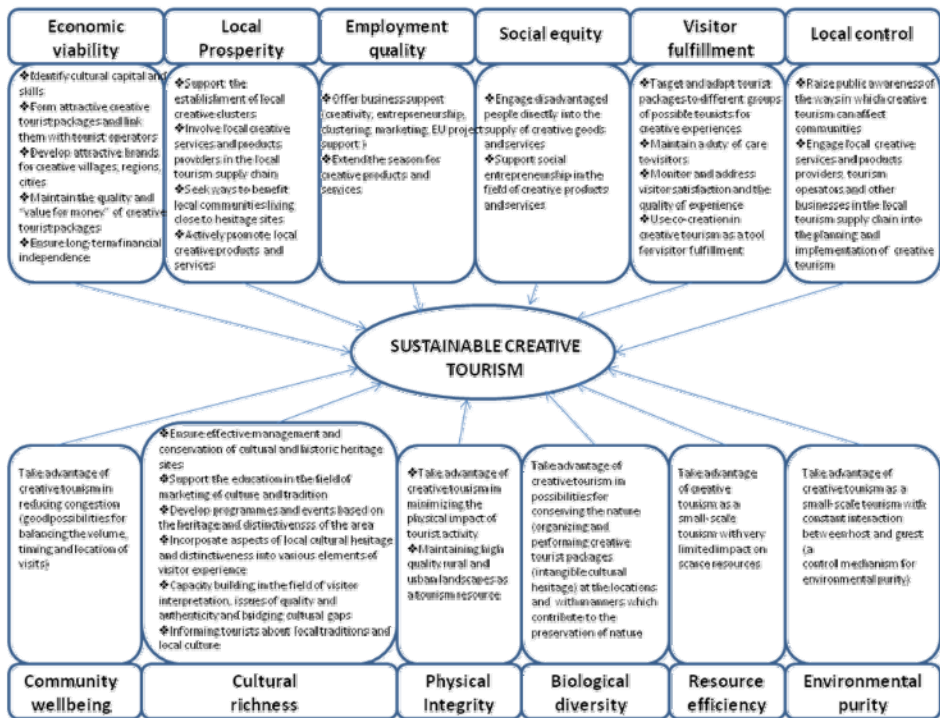 Economic
viability
❖Identify cultural capital and
skills
❖Form attractive creative
tourist packages and link
them with tourist operators
❖Develop attractive brands
for creative villages, regions,
cities
❖Maintain the quality and
"value for money" of creative
tourist packages
❖Ensure long-term financial
independence
Local
Prosperity
❖Support the
establishment of local
creative clusters
❖Involve local creative
services and products
providers in the local
tourism supply chain
❖Seek ways to benefit
local communities living
close to heritage sites
❖Actively promote local
creative products and
services
Employment
quality
❖Offer business support
(creativity, entrepreneurship,
clustering, marketing, EU project
support)
❖Extend the season for
creative products and
services
Social equity
❖Engage disadvantaged
people directly into the
supply of creative goods
and services
❖Support social
entrepreneurship in the
field of creative products
and services
Visitor
fulfillment
❖Target and adapt tourist
packages to different groups
of possible tourists for
creative experiences
❖Maintain a duty of care
to visitors
❖Monitor and address
visitor satisfaction and the
quality of experience
❖Use co-creation in
creative tourism as a tool
for visitor fulfillment
Local control
❖Raise public awareness of
the ways in which creative
tourism can affect
communities
❖Engage local creative
services and products
providers, tourism
operators and other
businesses in the local
tourism supply chain into
the planning and
implementation of creative
tourism
SUSTAINABLE CREATIVE
TOURISM
Take advantage of
creative tourism in
reducing congestion
(good possibilities for
balancing the volume,
timing and location of
visits)
Community
wellbeing
❖Ensure effective management and
conservation of cultural and historic heritage
sites
❖Support the education in the field of
marketing of culture and tradition
❖Develop programmes and events based on
the heritage and distinctivensss of the area
❖Incorporate aspects of local cultural heritage
and distinctiveness into various elements of
visitor experience
❖Capacity building in the field of visitor
interpretation, issues of quality and
authenticity and bridging cultural gaps
❖Informing tourists about local traditions and
local culture
Cultural
richness
❖Take advantage of
creative tourism in
minimizing the
physical impact of
tourist activity
❖Maintaining high
quality rural and
urban landscapes as
a tourism resource
Physical
Integrity
Take advantage of
creative tourism in
possibilities for
conserving the nature
(organizing and
performing creative
tourist packages
(intangible cultural
heritage) at the locations
and with manners which
contribute to the
preservation of nature
Biological
diversity
Take advantage
of creative
tourism as a
small-scale
tourism with very
limited impact on
scarce resources
Resource
efficiency
Take advantage of
creative tourism as a
small-scale tourism with
constant interaction
between host and guest
(a
control mechanism for
environmental purity)
Environmental
purity